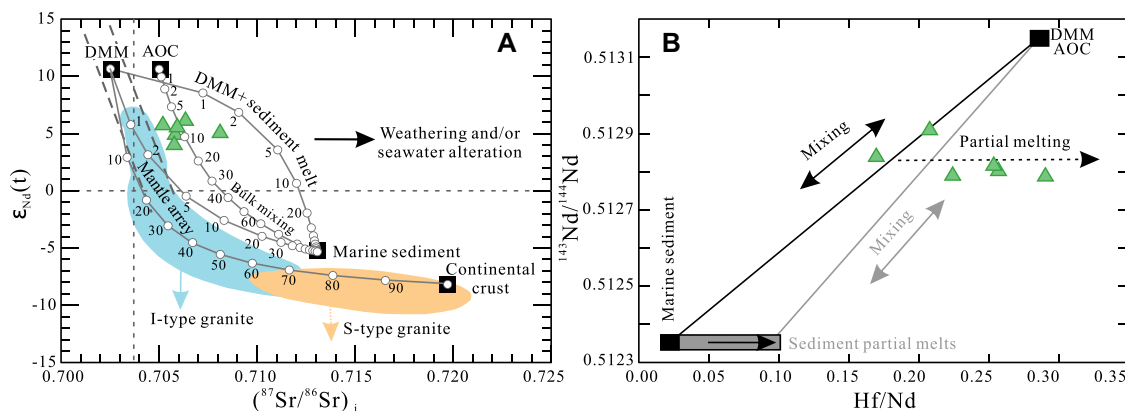 A
15
10
5
0
-5
-10
-15
εNd(t)
0.700
0.705
0.710
0.715
0.720
0.725
(⁸⁷Sr/⁸⁶Sr) i
DMM
AOC
DMM+sediment melt
1
2
5
10
20
1
2
5
10
20
30
40
60
Bulk mixing
Weathering and/or
seawater alteration
1
2
5
10
20
30
Mantle array
10
20
30
40
50
60
70
80
90
Marine sediment
Continental
crust
I-type granite
S-type granite
B
0.5131
0.5129
0.5127
0.5125
0.5123
¹⁴³Nd/¹⁴⁴Nd
0.00
0.05
0.10
0.15
0.20
0.25
0.30
0.35
Hf/Nd
DMM
AOC
Mixing
Partial melting
Mixing
Marine sediment
Sediment partial melts